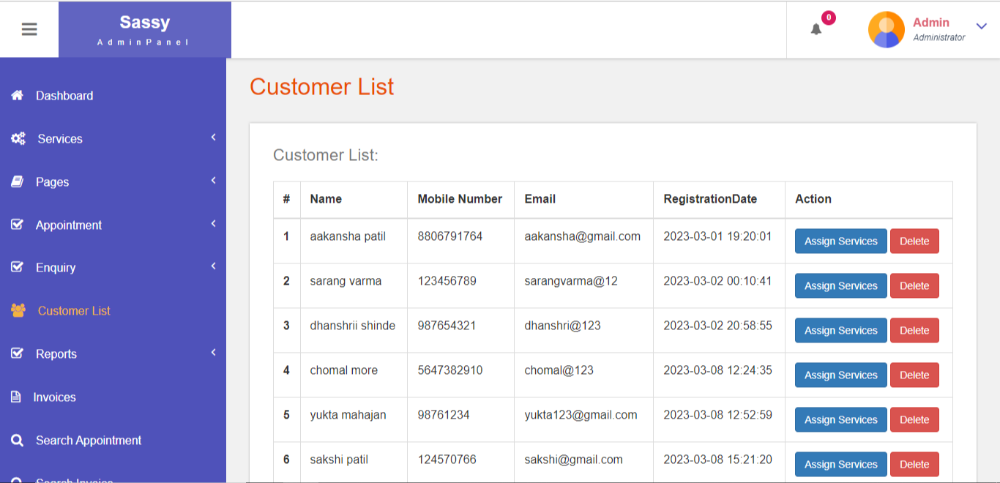 Sassy
AdminPanel
0
Admin
Administrator
Dashboard
Services
Pages
Appointment
Enquiry
Customer List
Reports
Invoices
Search Appointment
Search Invoice
Customer List
Customer List:
# Name Mobile Number Email RegistrationDate Action
1 aakansha patil 8806791764 aakansha@gmail.com 2023-03-01 19:20:01 Assign Services Delete
2 sarang varma 123456789 sarangvarma@12 2023-03-02 00:10:41 Assign Services Delete
3 dhanshrii shinde 987654321 dhanshri@123 2023-03-02 20:58:55 Assign Services Delete
4 chomal more 5647382910 chomal@123 2023-03-08 12:24:35 Assign Services Delete
5 yukta mahajan 98761234 yukta123@gmail.com 2023-03-08 12:52:59 Assign Services Delete
6 sakshi patil 124570766 sakshi@gmail.com 2023-03-08 15:21:20 Assign Services Delete